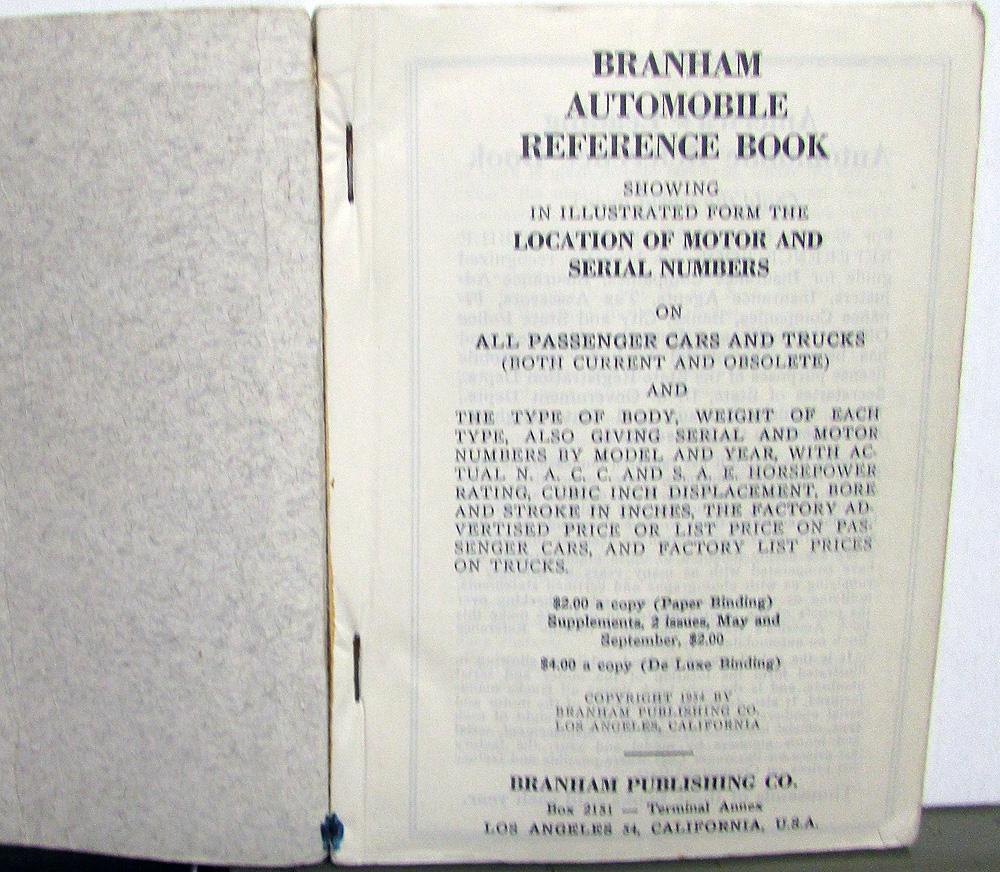 BRANHAM
AUTOMOBILE
REFERENCE BOOK
SHOWING
IN ILLUSTRATED FORM THE
LOCATION OF MOTOR AND
SERIAL NUMBERS
ON
ALL PASSENGER CARS AND TRUCKS
(BOTH CURRENT AND OBSOLETE)
AND
THE TYPE OF BODY, WEIGHT OF EACH
TYPE, ALSO GIVING SERIAL AND MOTOR
NUMBERS BY MODEL AND YEAR, WITH AC-
TUAL N. A. C. C. AND S. A. E. HORSEPOWER
RATING, CUBIC INCH DISPLACEMENT, BORE
AND STROKE IN INCHES, THE FACTORY AD-
VERTISED PRICE OR LIST PRICE ON PAS-
SENGER CARS, AND FACTORY LIST PRICES
ON TRUCKS.
$2.00 a copy (Paper Binding)
Supplements, 2 issues, May and
September, $2.00
$4.00 a copy (De Luxe Binding)
COPYRIGHT 1954 BY
BRANHAM PUBLISHING CO.
LOS ANGELES, CALIFORNIA
BRANHAM PUBLISHING CO.
Box 2151 — Terminal Annex
LOS ANGELES 54, CALIFORNIA, U.S.A.